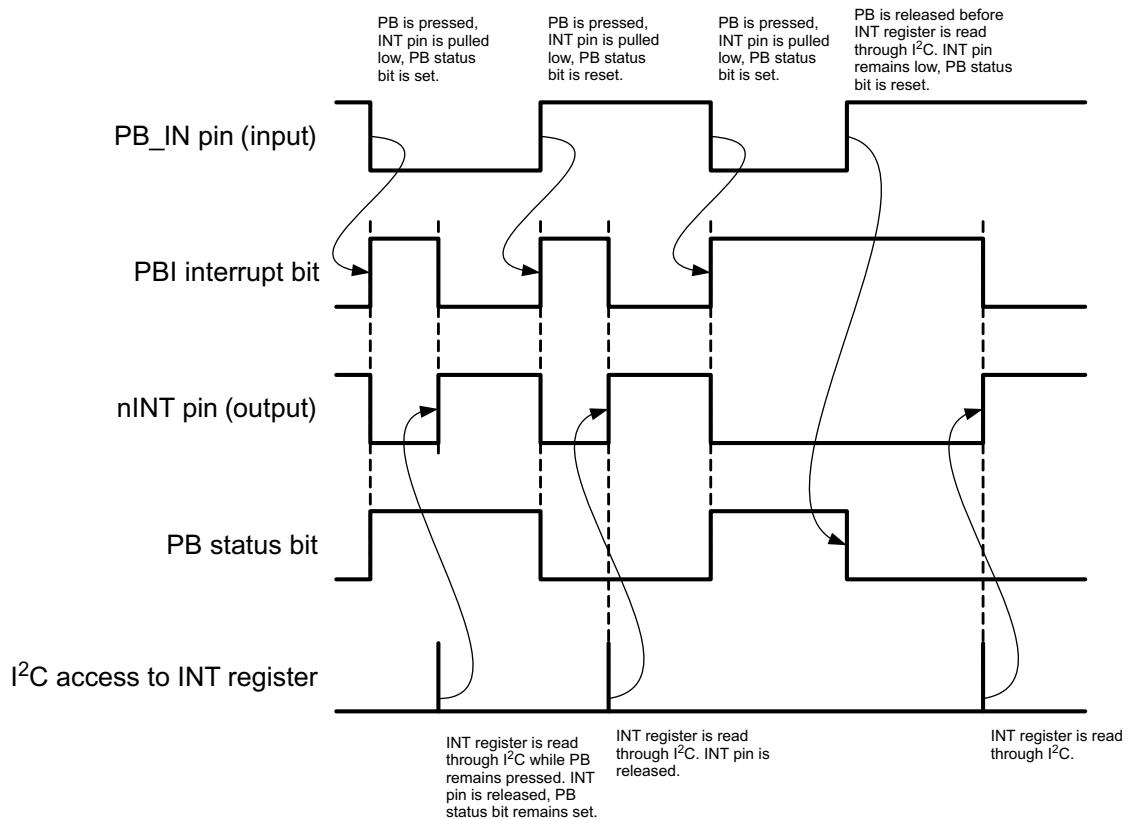 PB is pressed,
INT pin is pulled
low, PB status
bit is set.
PB is pressed,
INT pin is pulled
low, PB status
bit is reset.
PB is pressed,
INT pin is pulled
low, PB status
bit is set.
PB is released before
INT register is read
through I²C. INT pin
remains low, PB status
bit is reset.
PB_IN pin (input)
PBI interrupt bit
nINT pin (output)
PB status bit
I²C access to INT register
INT register is read
through I²C while PB
remains pressed. INT
pin is released, PB
status bit remains set.
INT register is read
through I²C. INT pin is
released.
INT register is read
through I²C.